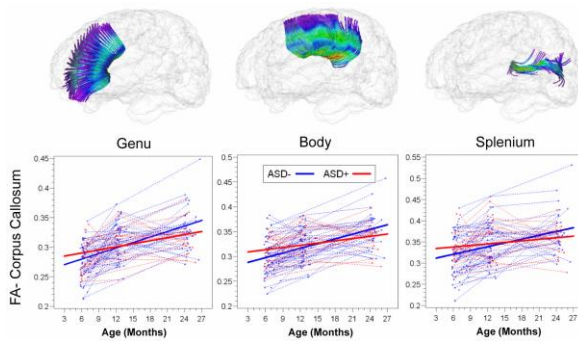 Genu Body Splenium
FA- Corpus Callosum
0.45
0.4
0.35
0.3
0.25
0.2
3 6 9 12 15 18 21 24 27
Age (Months)
ASD- ASD+
0.5
0.45
0.4
0.35
0.3
0.25
0.2
3 6 9 12 15 18 21 24 27
Age (Months)
0.55
0.5
0.45
0.4
0.35
0.3
0.25
0.2
3 6 9 12 15 18 21 24 27
Age (Months)